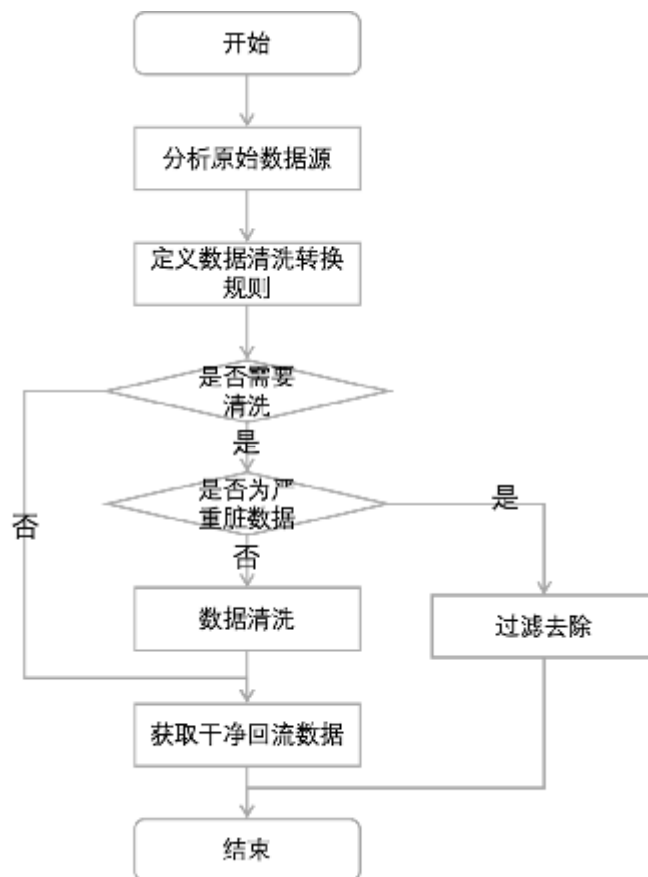 开始
分析原始数据源
定义数据清洗转换
规则
是否需要
清洗
是
是否为严
重脏数据
是
否
否
数据清洗
过滤去除
获取干净回流数据
结束